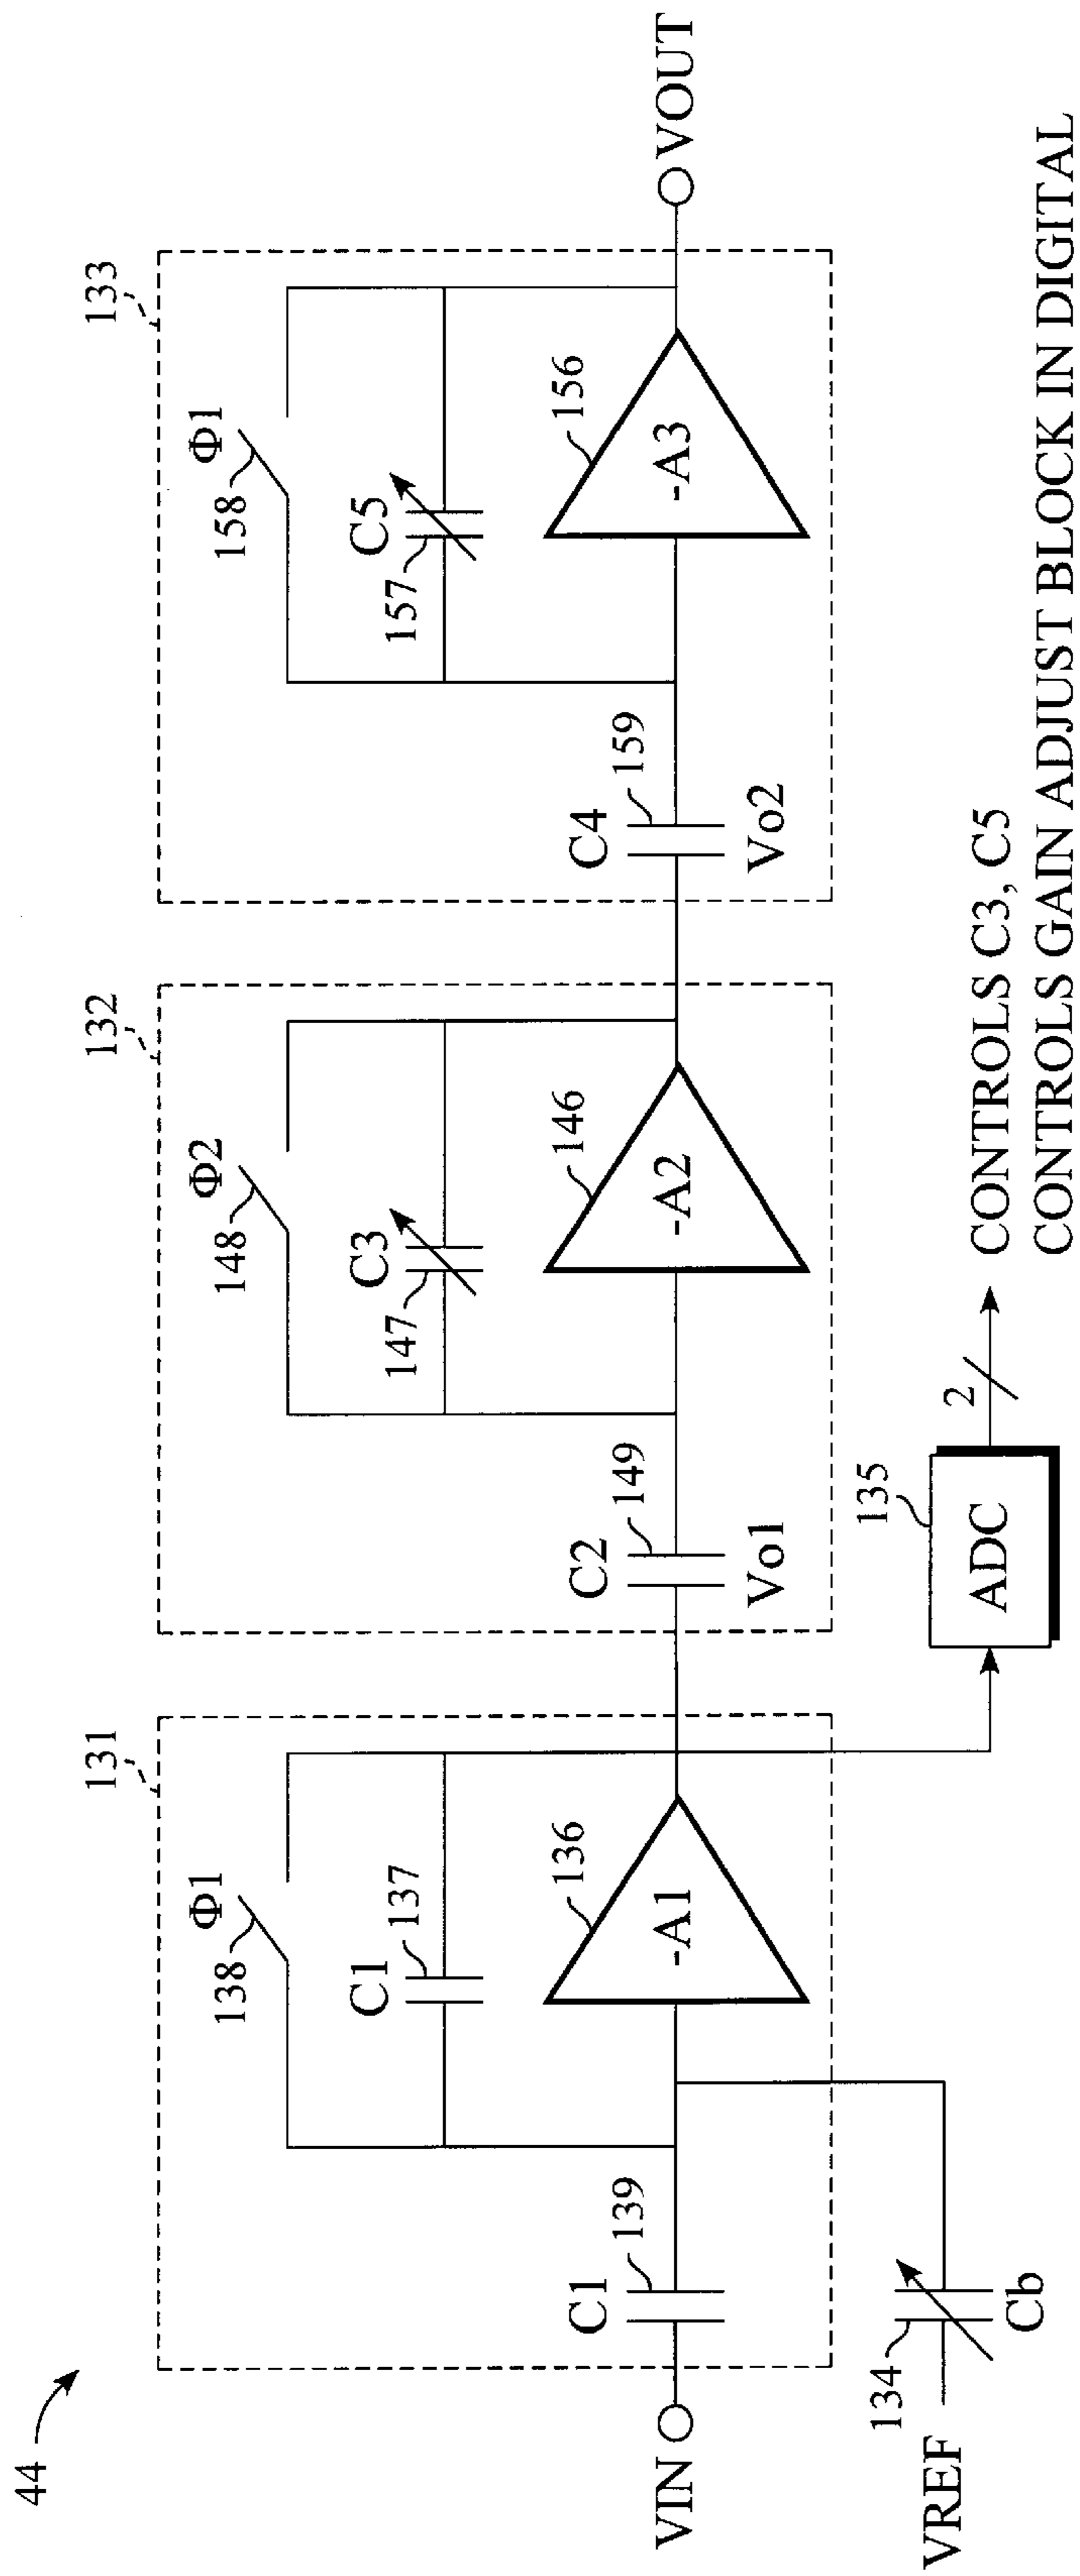 44
131
132
133
Φ1
138
Φ2
148
Φ1
158
C1
137
C3
147
C5
157
VIN
C1
139
-A1
136
C2
149
Vo1
-A2
146
C4
159
Vo2
-A3
156
VOUT
VREF
134
Cb
135
ADC
2
CONTROLS C3, C5
CONTROLS GAIN ADJUST BLOCK IN DIGITAL